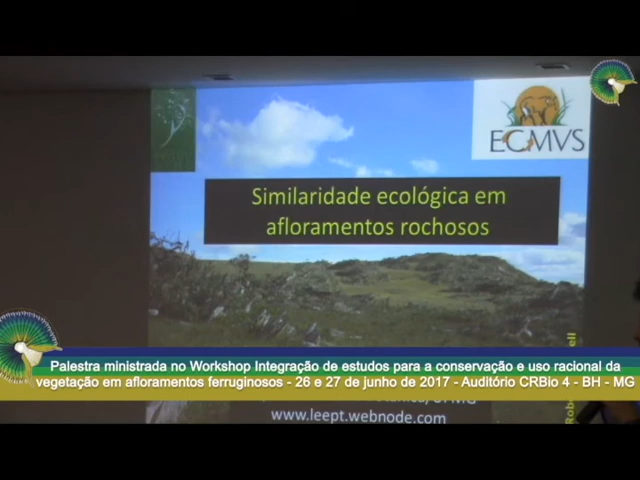 ECMVS
Similaridade ecológica em
afloramentos rochosos
Palestra ministrada no Workshop Integração de estudos para a conservação e uso racional da
vegetação em afloramentos ferruginosos - 26 e 27 de junho de 2017 - Auditório CRBio 4 - BH - MG
www.leept.webnode.com